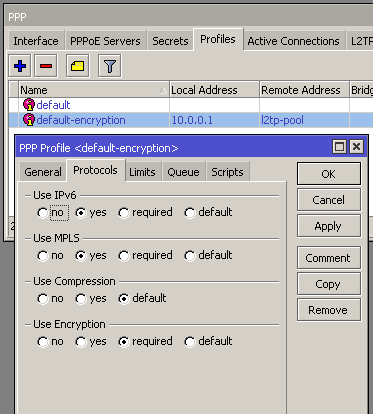 PPP
Interface PPPoE Servers Secrets Profiles Active Connections L2TP
Name Local Address Remote Address Bridg
default
default-encryption 10.0.0.1 l2tp-pool
PPP Profile <default-encryption>
General Protocols Limits Queue Scripts
OK
Use IPv6
no yes required default
Cancel
Apply
Use MPLS
no yes required default
Comment
Use Compression
no yes default
Copy
Remove
Use Encryption
no yes required default